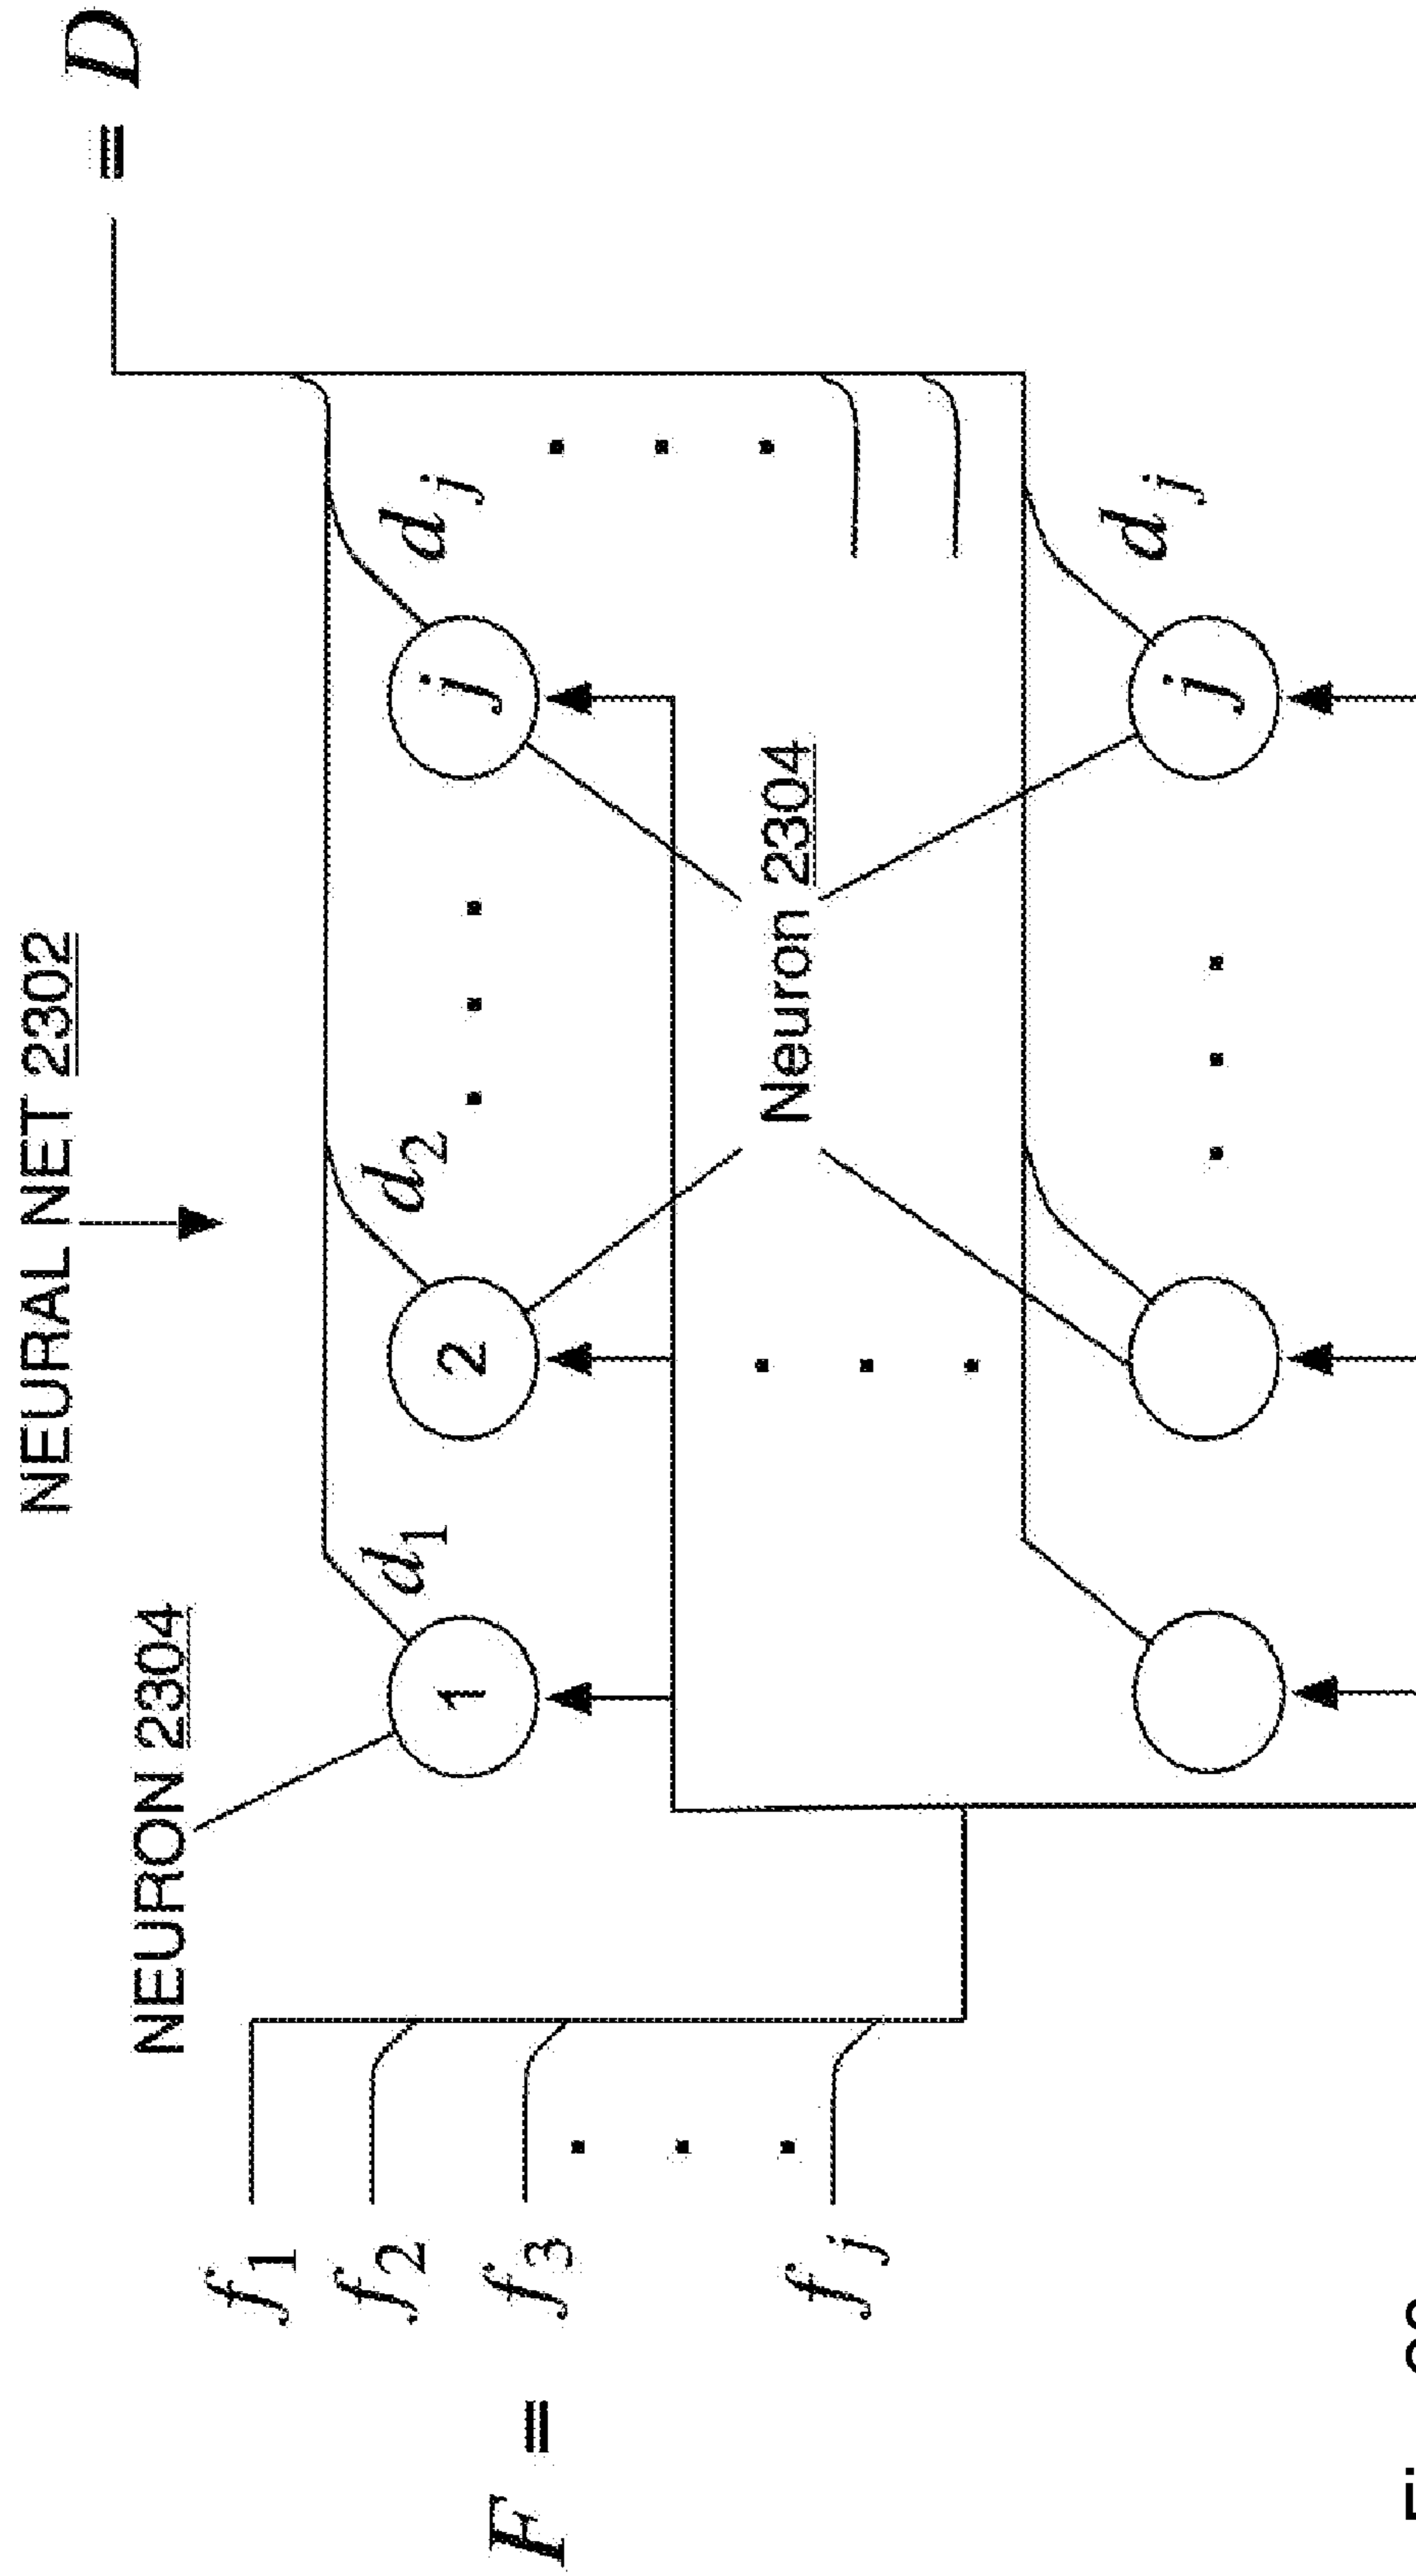 NEURAL NET 2302
NEURON 2304
= D
f1
f2
F = f3
fj
d1
d2
dj
1
2
j
Neuron 2304
dj
j